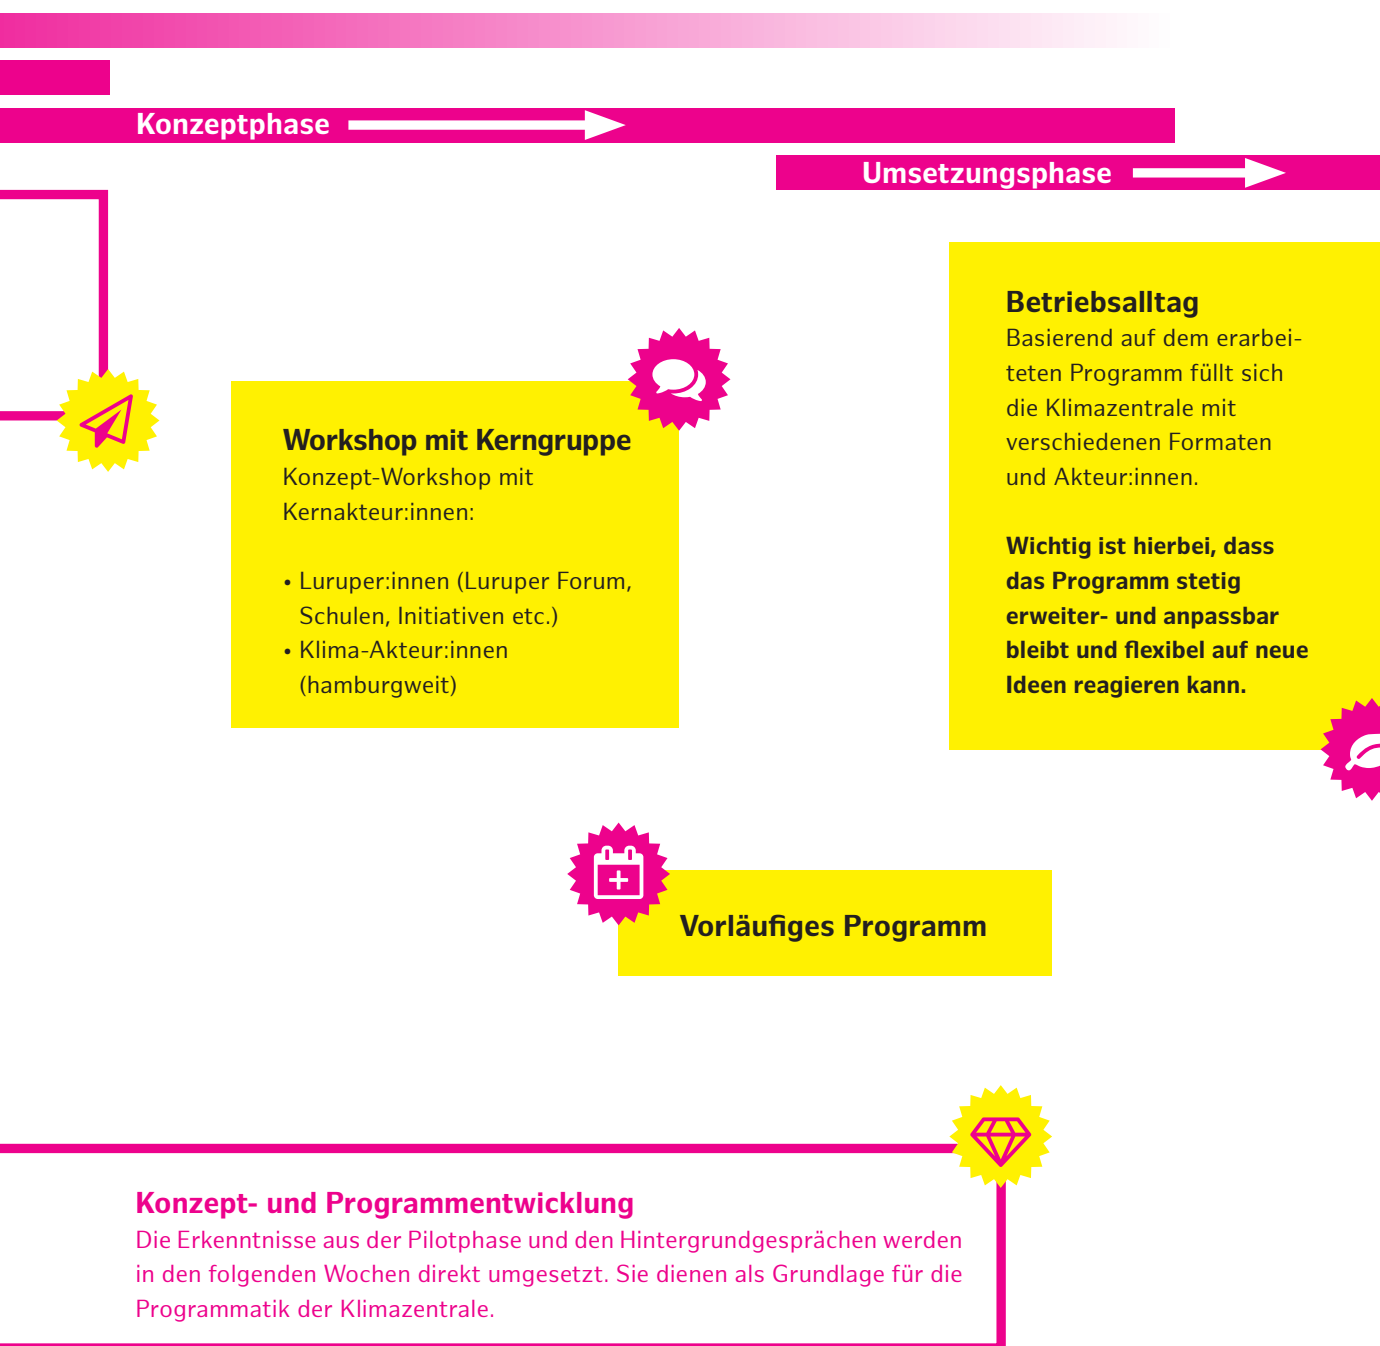 Konzeptphase
Umsetzungsphase
Workshop mit Kerngruppe
Konzept-Workshop mit
Kernakteur:innen:
• Luruper:innen (Luruper Forum,
Schulen, Initiativen etc.)
• Klima-Akteur:innen
(hamburgweit)
Betriebsalltag
Basierend auf dem erarbei-
teten Programm füllt sich
die Klimazentrale mit
verschiedenen Formaten
und Akteur:innen.
Wichtig ist hierbei, dass
das Programm stetig
erweiter- und anpassbar
bleibt und flexibel auf neue
Ideen reagieren kann.
Vorläufiges Programm
Konzept- und Programmentwicklung
Die Erkenntnisse aus der Pilotphase und den Hintergrundgesprächen werden
in den folgenden Wochen direkt umgesetzt. Sie dienen als Grundlage für die
Programmatik der Klimazentrale.